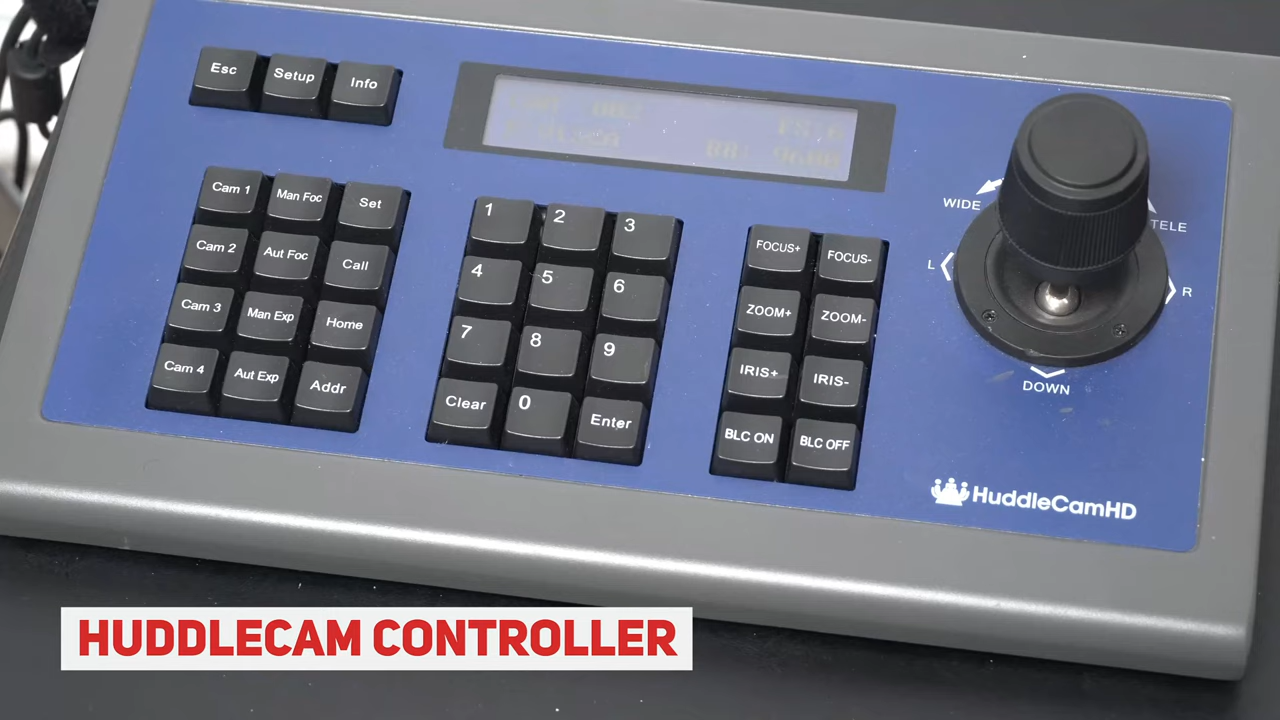 Esc Setup Info
Cam 1 Man Foc Set
Cam 2 Aut Foc Call
Cam 3 Man Exp Home
Cam 4 Aut Exp Addr
1 2 3
4 5 6
7 8 9
Clear 0 Enter
FOCUS+ FOCUS-
ZOOM+ ZOOM-
IRIS+ IRIS-
BLC ON BLC OFF
WIDE TELE
L R
DOWN
HuddleCamHD
HUDDLECAM CONTROLLER